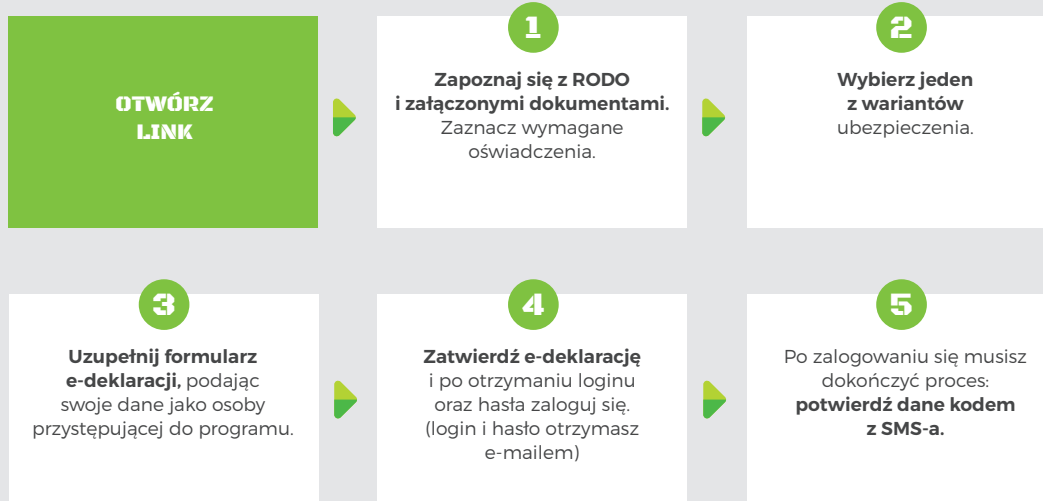 OTWÓRZ
LINK
1
Zapoznaj się z RODO
i załączonymi dokumentami.
Zaznacz wymagane
oświadczenia.
2
Wybierz jeden
z wariantów
ubezpieczenia.
3
Uzupełnij formularz
e-deklaracji, podając
swoje dane jako osoby
przystępującej do programu.
4
Zatwierdź e-deklarację
i po otrzymaniu loginu
oraz hasła zaloguj się.
(login i hasło otrzymasz
e-mailem)
5
Po zalogowaniu się musisz
dokończyć proces:
potwierdź dane kodem
z SMS-a.